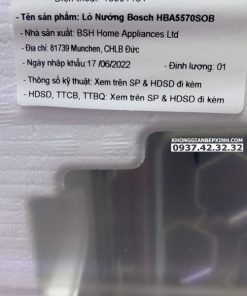 - Tên sản phẩm: Lò Nướng Bosch HBA5570SOB
- Nhà sản xuất: BSH Home Appliances Ltd
- Địa chỉ: 81739 Munchen, CHLB Đức
- Ngày nhập khẩu:17 /06/2022 - Định lượng: 01
- Thông số kỹ thuật: Xem trên SP & HDSD đi kèm
- HDSD, TTCB, TTBQ: Xem trên SP & HDSD đi kèm
KHONGGIANBEPXINH.COM
0937.42.32.32